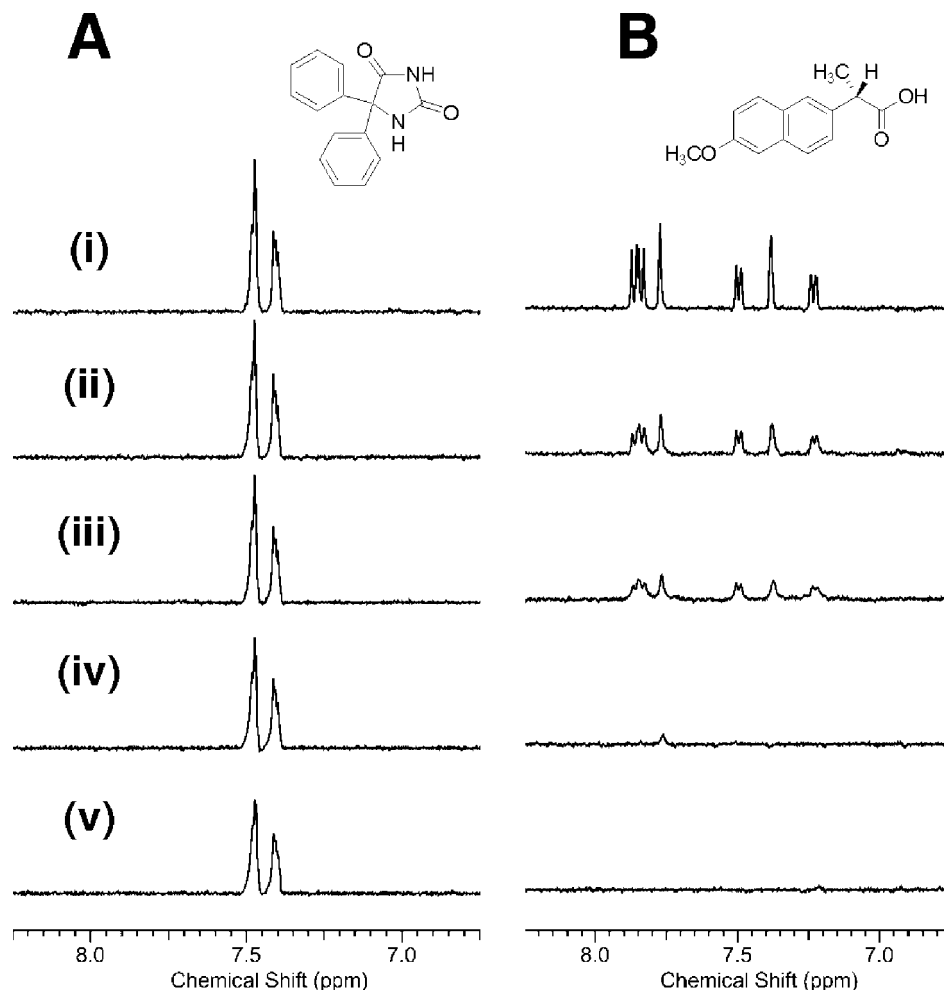 A
B
O
NH
O
N
H
H₃C
H
OH
O
H₃CO
(i)
(ii)
(iii)
(iv)
(v)
8.0 7.5 7.0
Chemical Shift (ppm)
8.0 7.5 7.0
Chemical Shift (ppm)